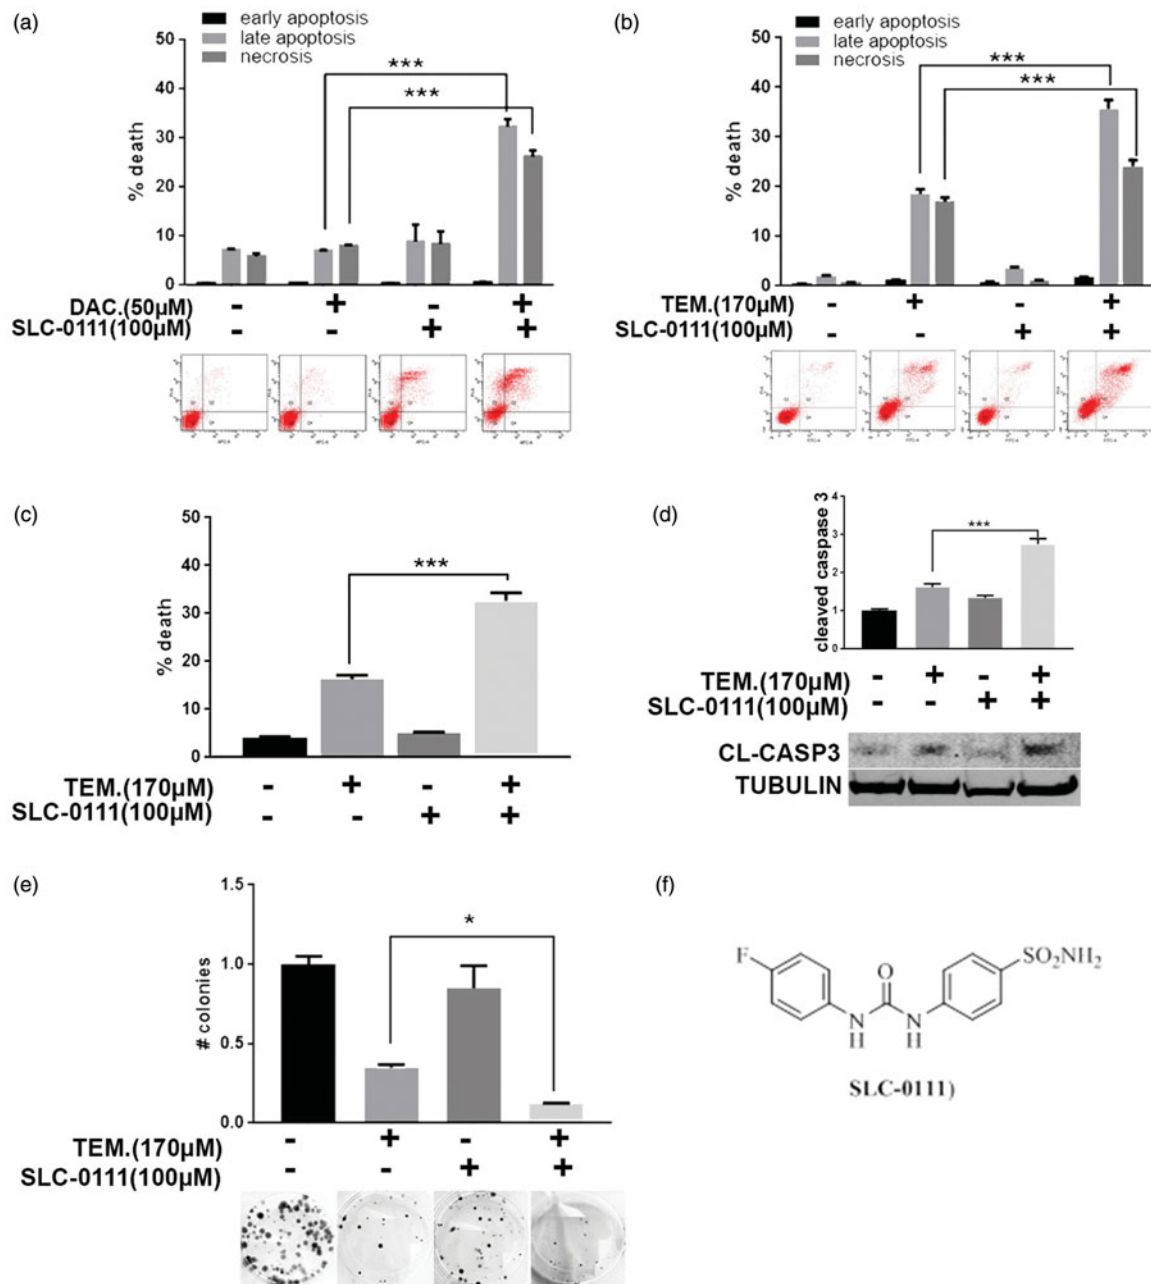 (a)
early apoptosis
late apoptosis
necrosis
***
***
% death
50
40
30
20
10
0
DAC.(50µM) - + - +
SLC-0111(100µM) - - + +
(b)
early apoptosis
late apoptosis
necrosis
***
***
% death
50
40
30
20
10
0
TEM.(170µM) - + - +
SLC-0111(100µM) - - + +
(c)
***
% death
50
40
30
20
10
0
TEM.(170µM) - + - +
SLC-0111(100µM) - - + +
(d)
***
cleaved caspase 3
4
3
2
1
0
TEM.(170µM) - + - +
SLC-0111(100µM) - - + +
CL-CASP3
TUBULIN
(e)
*
# colonies
1.5
1.0
0.5
0.0
TEM.(170µM) - + - +
SLC-0111(100µM) - - + +
(f)
F
O
SO₂NH₂
N
H
N
H
SLC-0111)